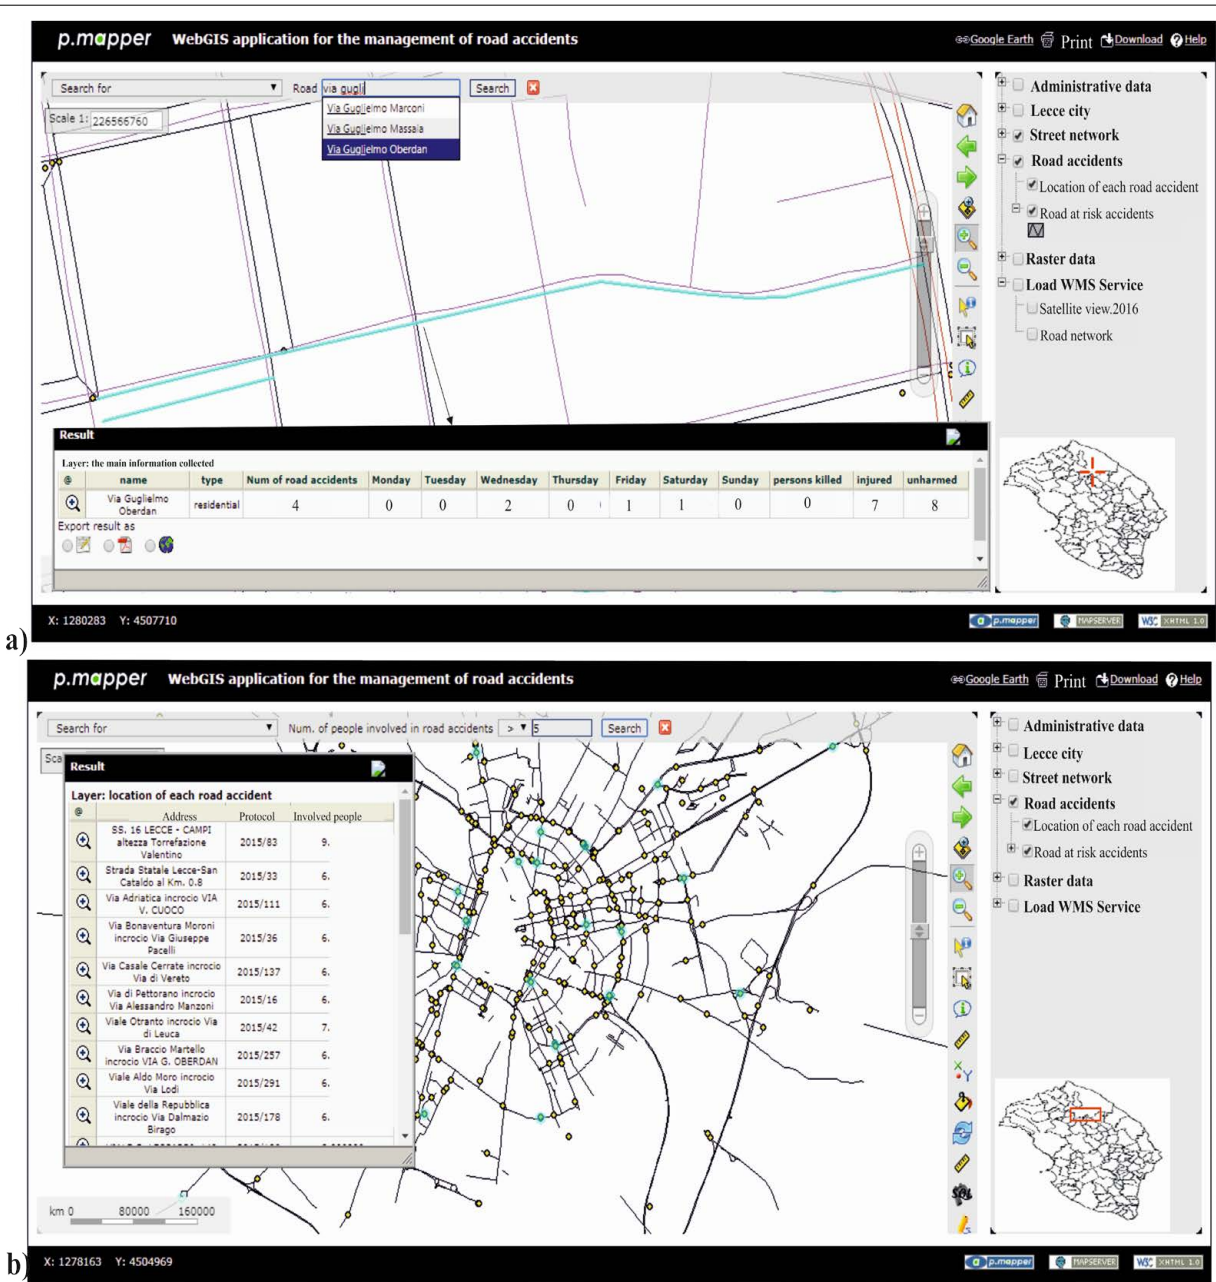 p.mapper WebGIS application for the management of road accidents Google Earth Print Download Help
Search for Road via gugli Search
Via Guglielmo Marconi
Via Guglielmo Massaia
Via Guglielmo Oberdan
Scale 1: 226566760
Administrative data
Lecce city
Street network
Road accidents
Location of each road accident
Road at risk accidents
Raster data
Load WMS Service
Satellite view.2016
Road network
Result
Layer: the main information collected
@ name type Num of road accidents Monday Tuesday Wednesday Thursday Friday Saturday Sunday persons killed injured unharmed
Via Guglielmo
Oberdan residential 4 0 0 2 0 1 1 0 0 7 8
Export result as
X: 1280283 Y: 4507710
p.mapper MAPSERVER W3C XHTML 1.0
a)
p.mapper WebGIS application for the management of road accidents Google Earth Print Download Help
Search for Num. of people involved in road accidents > 5 Search
Sca
Administrative data
Lecce city
Street network
Road accidents
Location of each road accident
Road at risk accidents
Raster data
Load WMS Service
Result
Layer: location of each road accident
@ Address Protocol Involved people
SS. 16 LECCE - CAMPI
altezza Torrefazione
Valentino
2015/83 9.
Strada Statale Lecce-San
Cataldo al Km. 0.8
2015/33 6.
Via Adriatica incrocio VIA
V. CUOCO
2015/111 6.
Via Bonaventura Moroni
incrocio Via Giuseppe
Pacelli
2015/36 6.
Via Casale Cerrate incrocio
Via di Vereto
2015/137 6.
Via di Pettorano incrocio
Via Alessandro Manzoni
2015/16 6.
Viale Otranto incrocio Via
di Leuca
2015/42 7.
Via Braccio Martello
incrocio VIA G. OBERDAN
2015/257 6.
Viale Aldo Moro incrocio
Via Lodi
2015/291 6.
Viale della Repubblica
incrocio Via Dalmazio
Birago
2015/178 6.
X Y
SQL
km 0 80000 160000
X: 1278163 Y: 4504969
p.mapper MAPSERVER W3C XHTML 1.0
b)